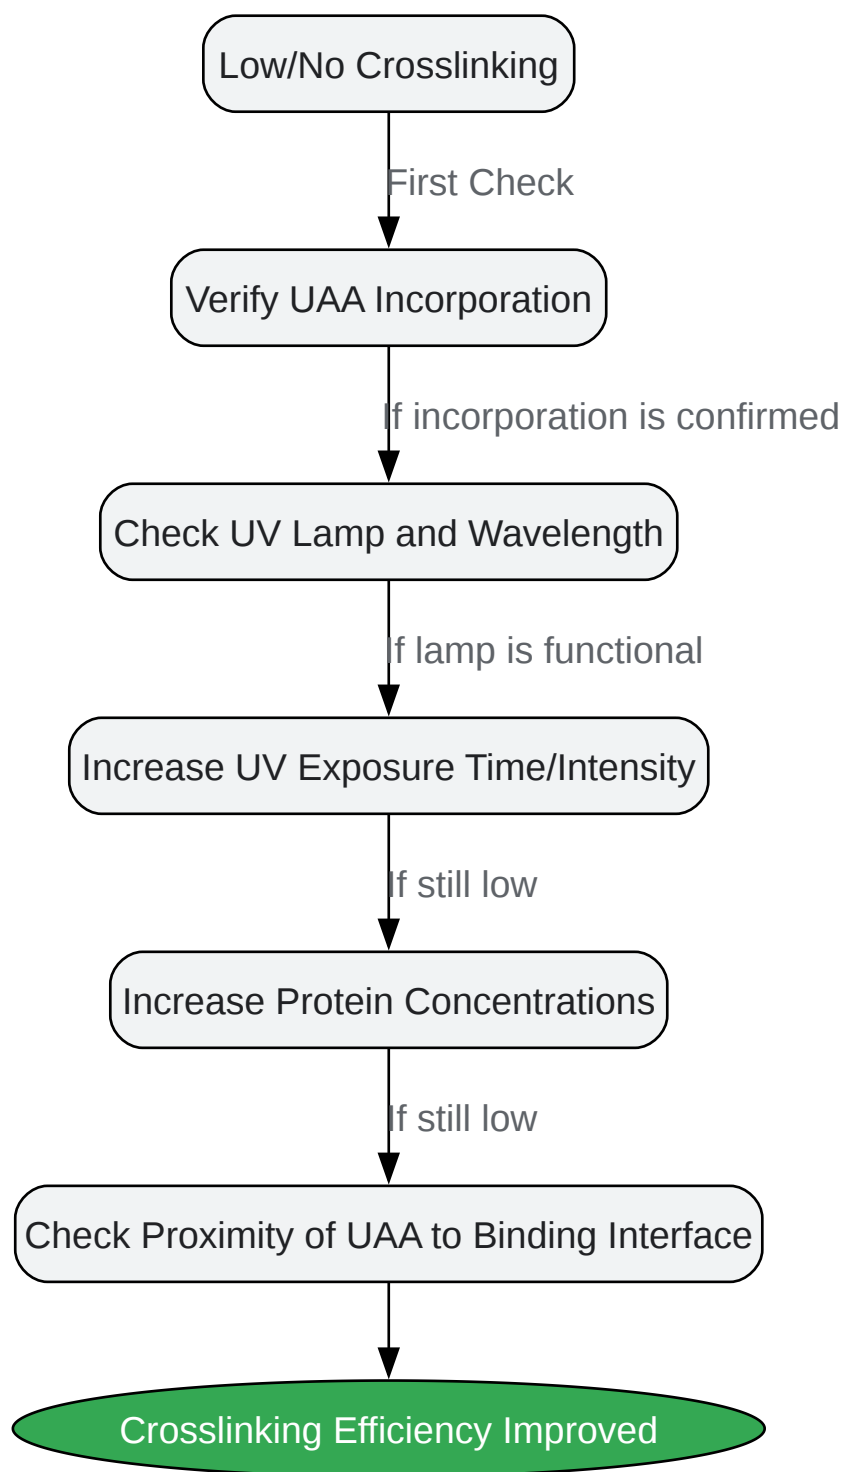 Low/No Crosslinking
First Check
Verify UAA Incorporation
If incorporation is confirmed
Check UV Lamp and Wavelength
If lamp is functional
Increase UV Exposure Time/Intensity
If still low
Increase Protein Concentrations
If still low
Check Proximity of UAA to Binding Interface
Crosslinking Efficiency Improved